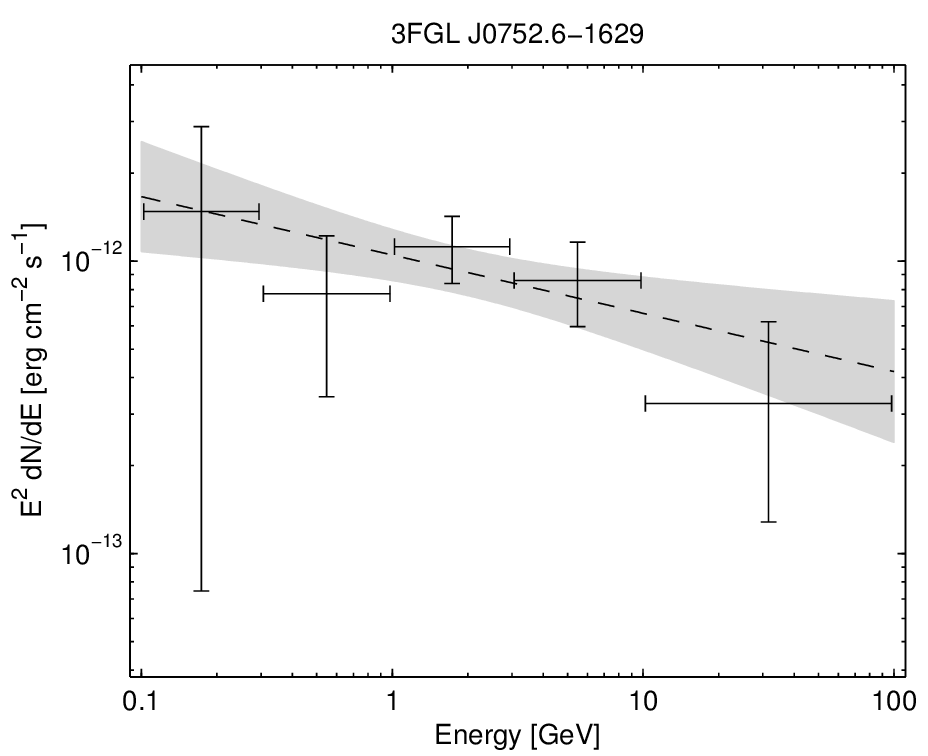 3FGL J0752.6−1629
E² dN/dE [erg cm⁻² s⁻¹]
10⁻¹²
10⁻¹³
0.1 1 10 100
Energy [GeV]